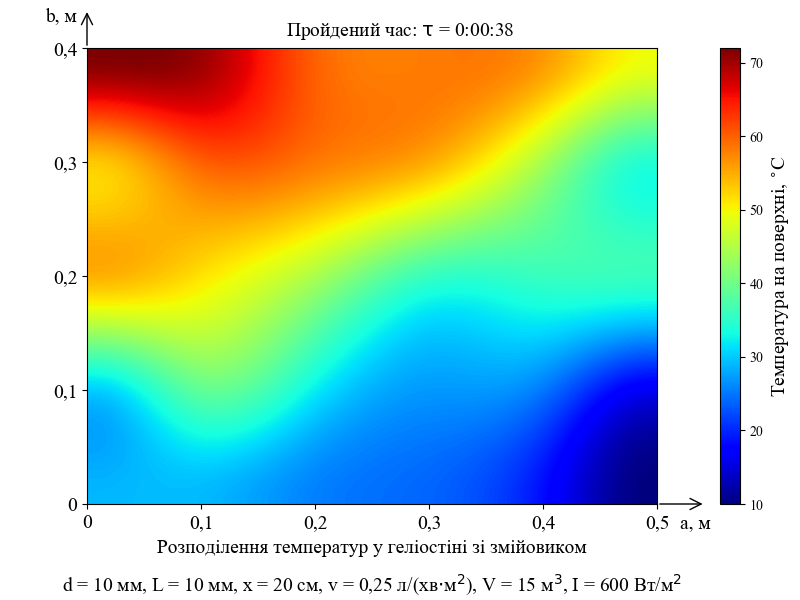 b, м
Пройдений час: τ = 0:00:38
0,4
0,3
0,2
0,1
0
0 0,1 0,2 0,3 0,4 0,5 a, м
70
60
50
40
30
20
10
Температура на поверхні, °C
Розподілення температур у геліостіні зі змійовиком
d = 10 мм, L = 10 мм, x = 20 см, v = 0,25 л/(хв·м²), V = 15 м³, I = 600 Вт/м²